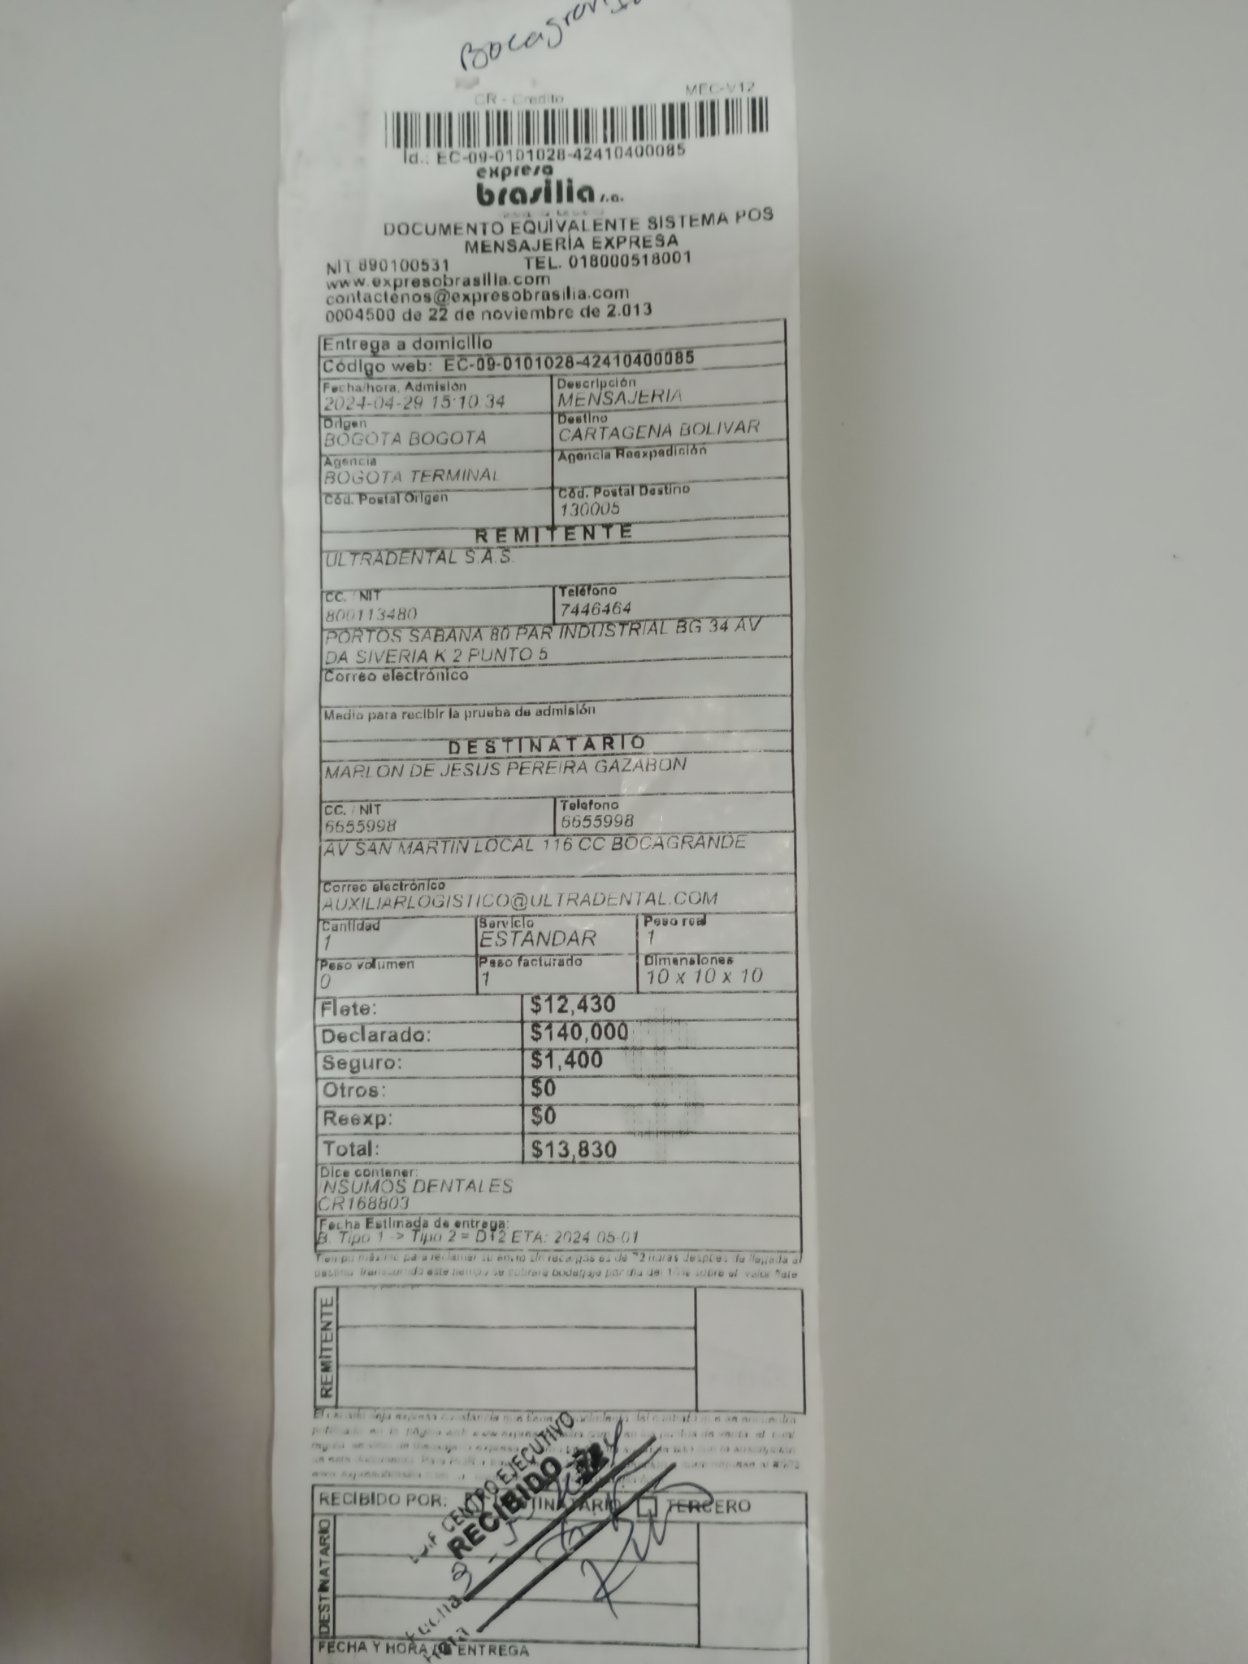 Bocagrande
CR - Credito MEC-V12
Id.: EC-09-0101028-42410400085
expreso
brasilia s.a.
DOCUMENTO EQUIVALENTE SISTEMA POS
MENSAJERIA EXPRESA
NIT 890100531 TEL. 018000518001
www.expresobrasilia.com
contactenos@expresobrasilia.com
0004500 de 22 de noviembre de 2.013
Entrega a domicilio
Código web: EC-09-0101028-42410400085
Fecha/hora. Admisión Descripción
2024-04-29 15:10:34 MENSAJERIA
Origen Destino
BOGOTA BOGOTA CARTAGENA BOLIVAR
Agencia Agencia Reexpedición
BOGOTA TERMINAL
Cód. Postal Origen Cód. Postal Destino
130005
REMITENTE
ULTRADENTAL S.A.S.
CC. / NIT Teléfono
800113480 7446464
PORTOS SABANA 80 PAR INDUSTRIAL BG 34 AV
DA SIVERIA K 2 PUNTO 5
Correo electrónico
Medio para recibir la prueba de admisión
DESTINATARIO
MARLON DE JESUS PEREIRA GAZABON
CC. / NIT Telefono
6655998 6655998
AV SAN MARTIN LOCAL 116 CC BOCAGRANDE
Correo electrónico
AUXILIARLOGISTICO@ULTRADENTAL.COM
Cantidad Servicio Peso real
1 ESTANDAR 1
Peso volumen Peso facturado Dimensiones
0 1 10 x 10 x 10
Flete: $12,430
Declarado: $140,000
Seguro: $1,400
Otros: $0
Reexp: $0
Total: $13,830
Dice contener:
INSUMOS DENTALES
CR168803
Fecha Estimada de entrega:
B. Tipo 1 -> Tipo 2 = D+2 ETA: 2024-05-01
REMITENTE
RECIBIDO POR: TERCERO
CENTRO EJECUTIVO
RECIBIDO
Fecha
Hora
DESTINATARIO
FECHA Y HORA DE ENTREGA